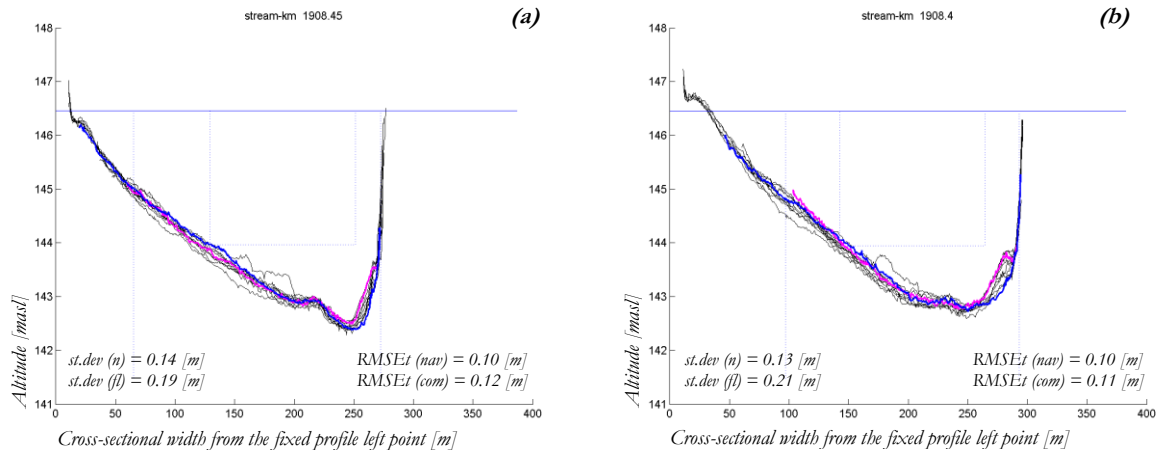 stream-km 1908.45
(a)
148
147
146
145
144
143
142
141
Altitude [masl]
st.dev (n) = 0.14 [m]
RMSEt (nav) = 0.10 [m]
st.dev (fl) = 0.19 [m]
RMSEt (com) = 0.12 [m]
0 50 100 150 200 250 300 350 400
Cross-sectional width from the fixed profile left point [m]
stream-km 1908.4
(b)
148
147
146
145
144
143
142
141
Altitude [masl]
st.dev (n) = 0.13 [m]
RMSEt (nav) = 0.10 [m]
st.dev (fl) = 0.21 [m]
RMSEt (com) = 0.11 [m]
0 50 100 150 200 250 300 350 400
Cross-sectional width from the fixed profile left point [m]